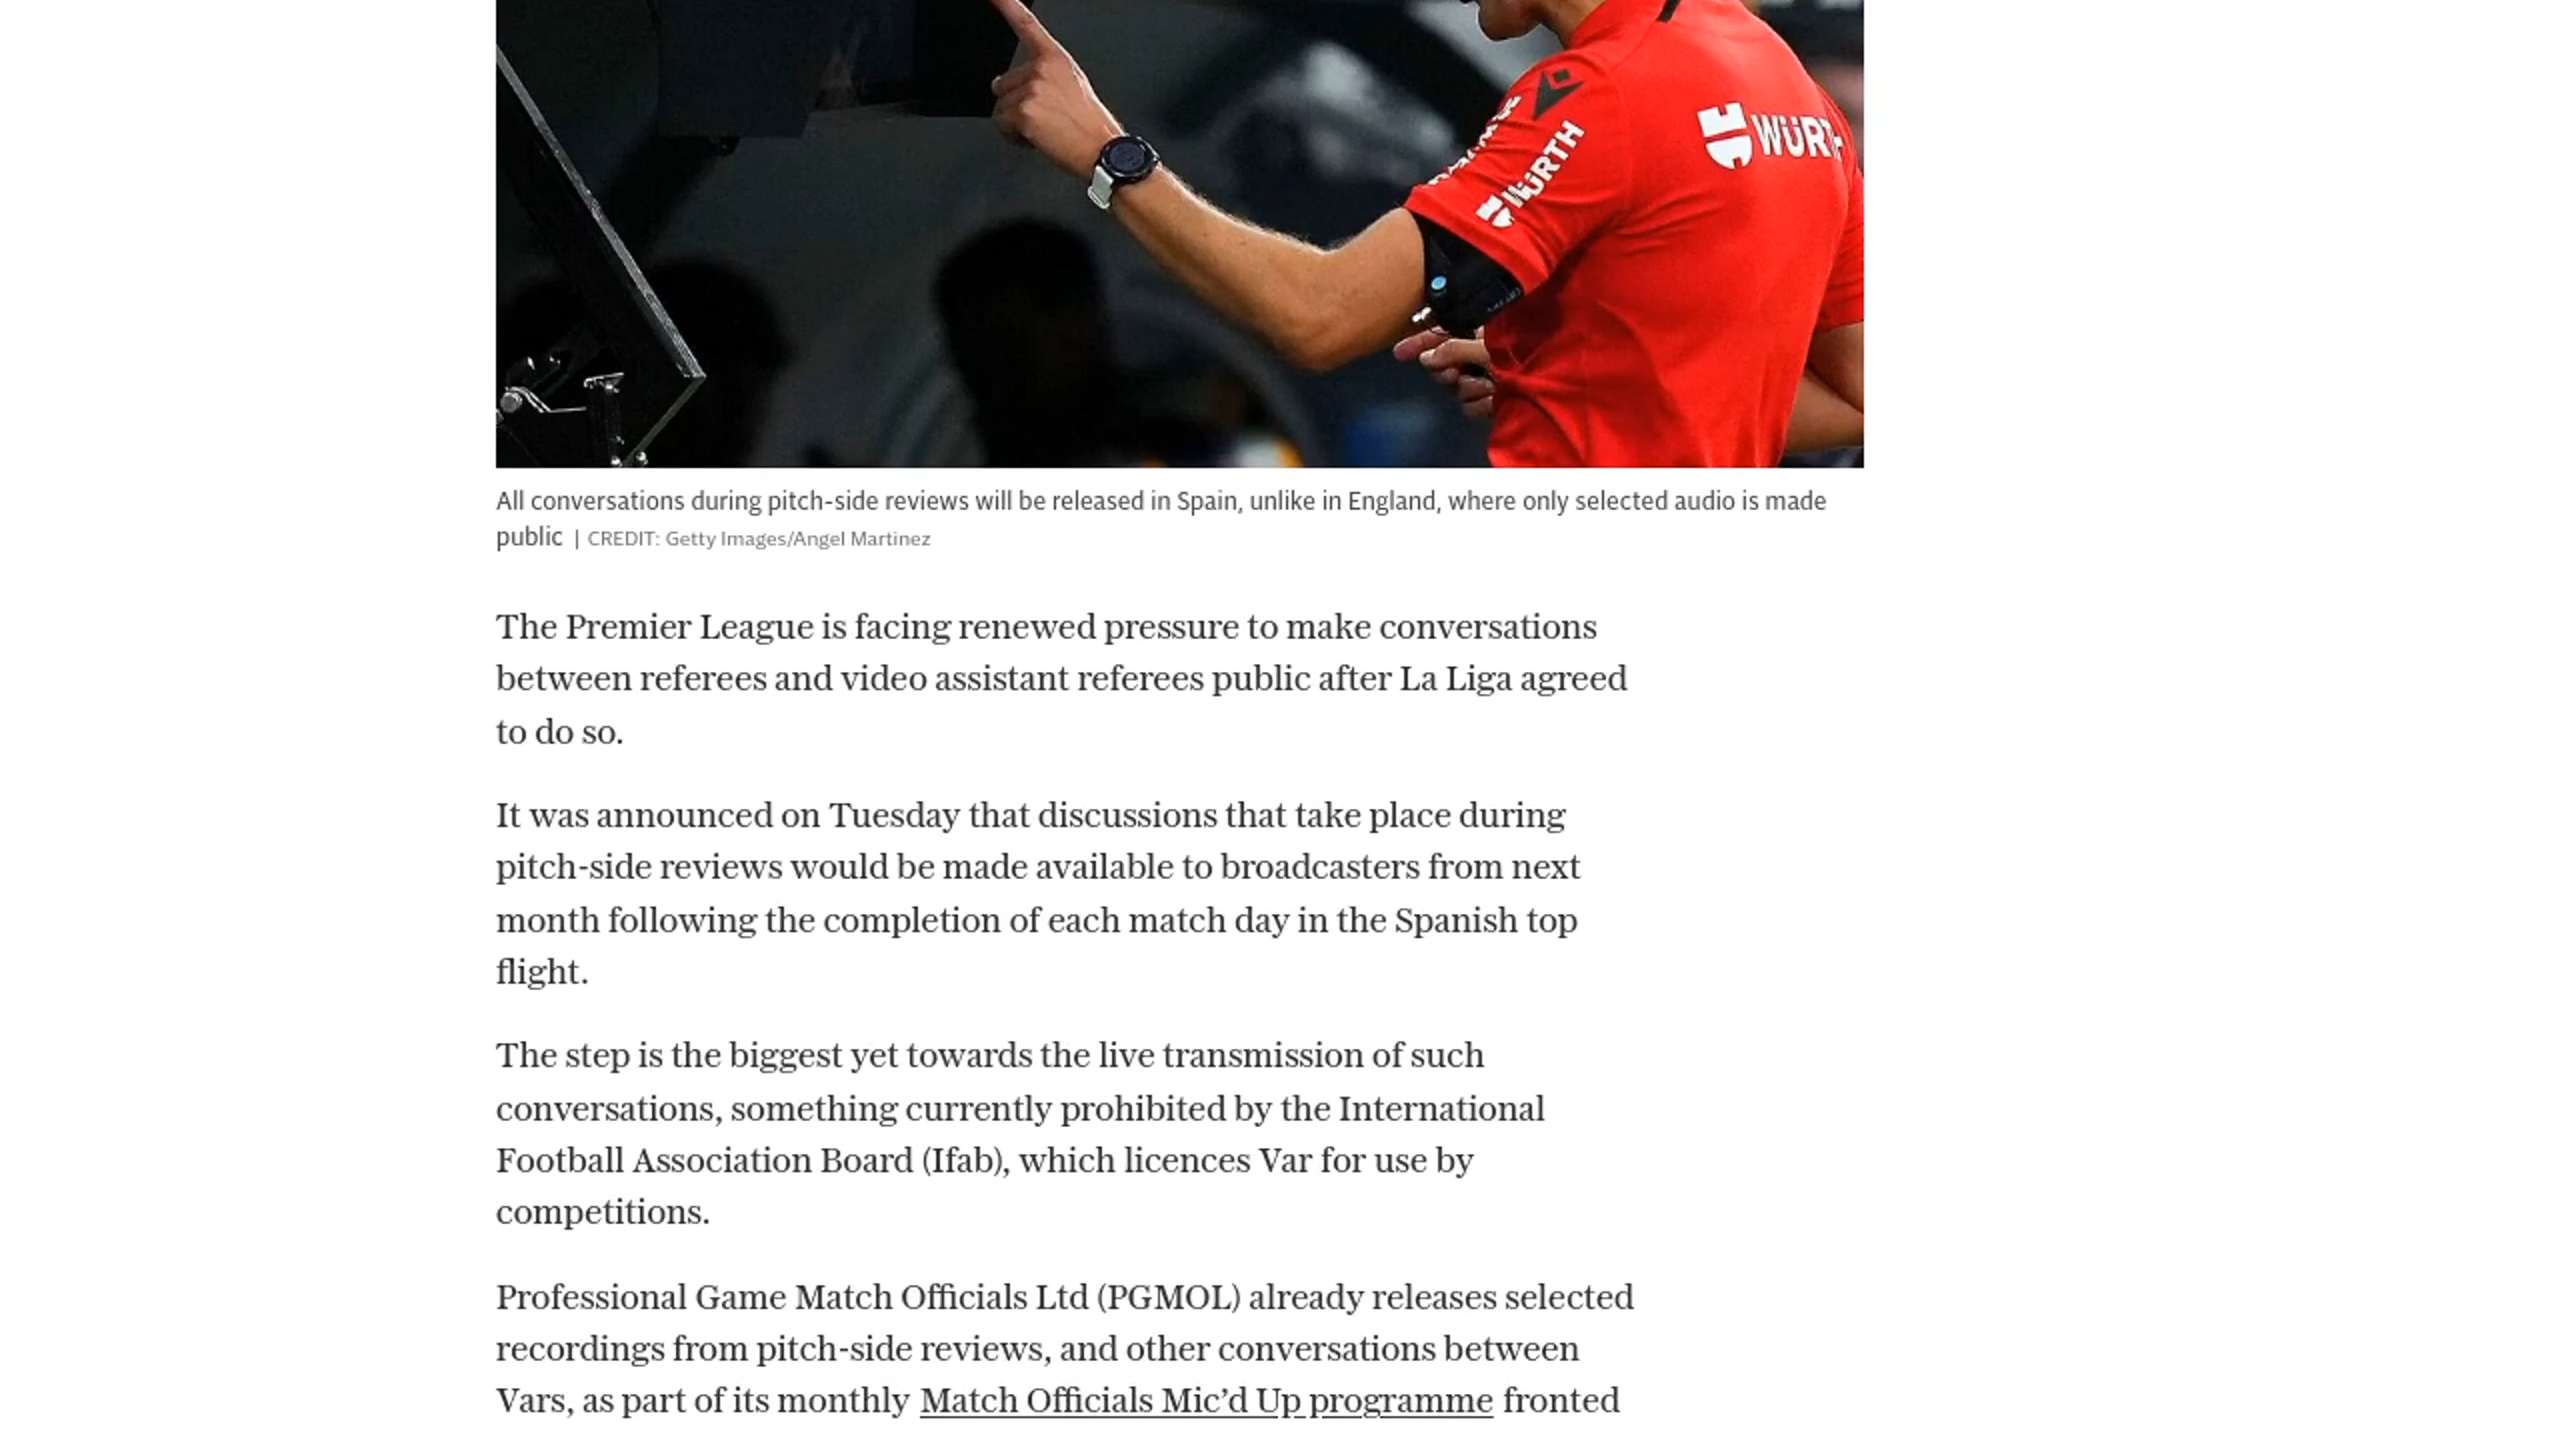 WÜRTH
WÜRT
All conversations during pitch-side reviews will be released in Spain, unlike in England, where only selected audio is made
public | CREDIT: Getty Images/Angel Martinez
The Premier League is facing renewed pressure to make conversations
between referees and video assistant referees public after La Liga agreed
to do so.
It was announced on Tuesday that discussions that take place during
pitch-side reviews would be made available to broadcasters from next
month following the completion of each match day in the Spanish top
flight.
The step is the biggest yet towards the live transmission of such
conversations, something currently prohibited by the International
Football Association Board (Ifab), which licences Var for use by
competitions.
Professional Game Match Officials Ltd (PGMOL) already releases selected
recordings from pitch-side reviews, and other conversations between
Vars, as part of its monthly Match Officials Mic’d Up programme fronted